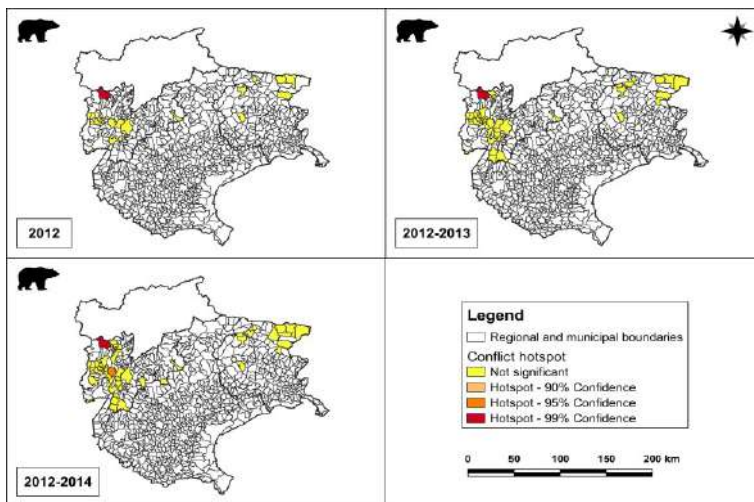 2012
2012-2013
2012-2014
Legend
Regional and municipal boundaries
Conflict hotspot
Not significant
Hotspot - 90% Confidence
Hotspot - 95% Confidence
Hotspot - 99% Confidence
0 50 100 150 200 km